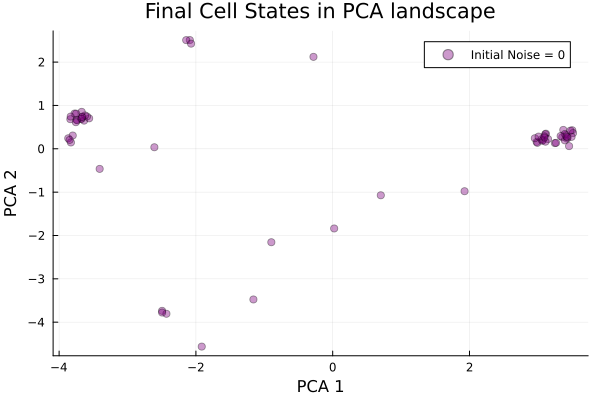 Final Cell States in PCA landscape
Initial Noise = 0
PCA 2
2
1
0
−1
−2
−3
−4
−4
−2
0
2
PCA 1